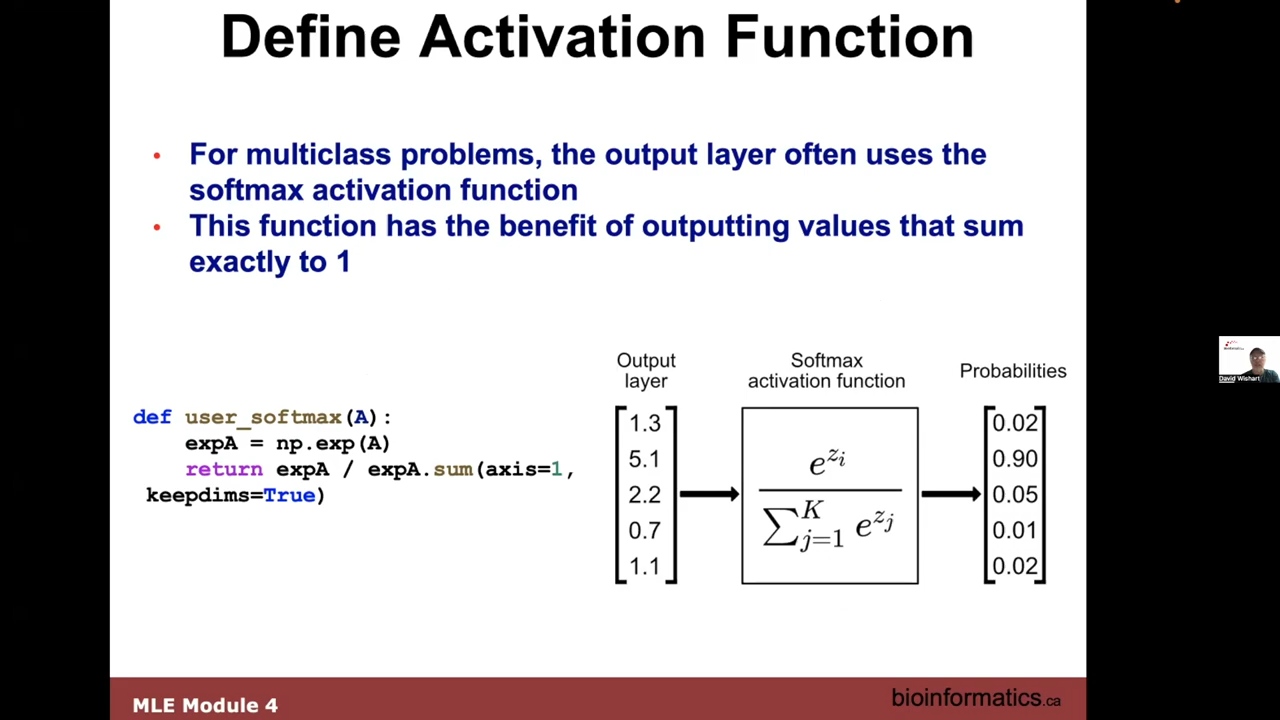 Define Activation Function
• For multiclass problems, the output layer often uses the
softmax activation function
• This function has the benefit of outputting values that sum
exactly to 1
def user_softmax(A):
expA = np.exp(A)
return expA / expA.sum(axis=1,
keepdims=True)
Output
layer
1.3
5.1
2.2
0.7
1.1
Softmax
activation function
e^{z_i}
∑_{j=1}^{K} e^{z_j}
Probabilities
0.02
0.90
0.05
0.01
0.02
David Wishart
MLE Module 4
bioinformatics.ca